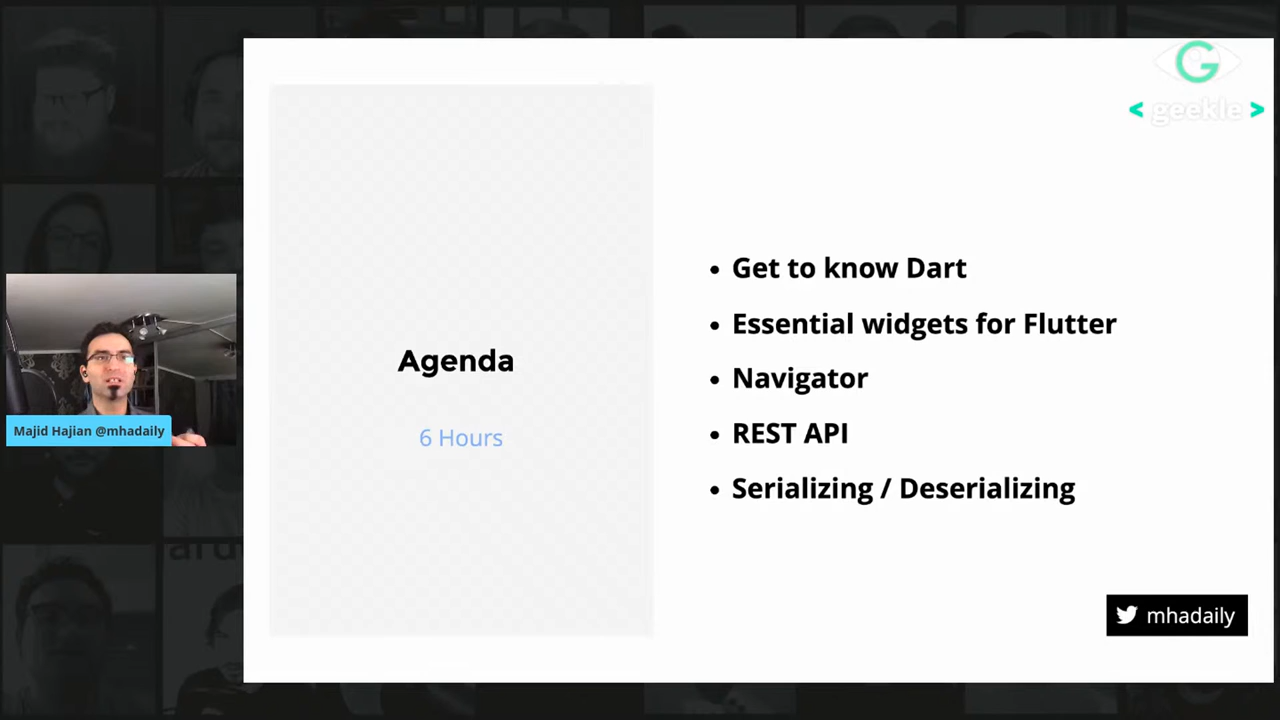 < geekle >
Agenda
6 Hours
• Get to know Dart
• Essential widgets for Flutter
• Navigator
• REST API
• Serializing / Deserializing
Majid Hajian @mhadaily
mhadaily